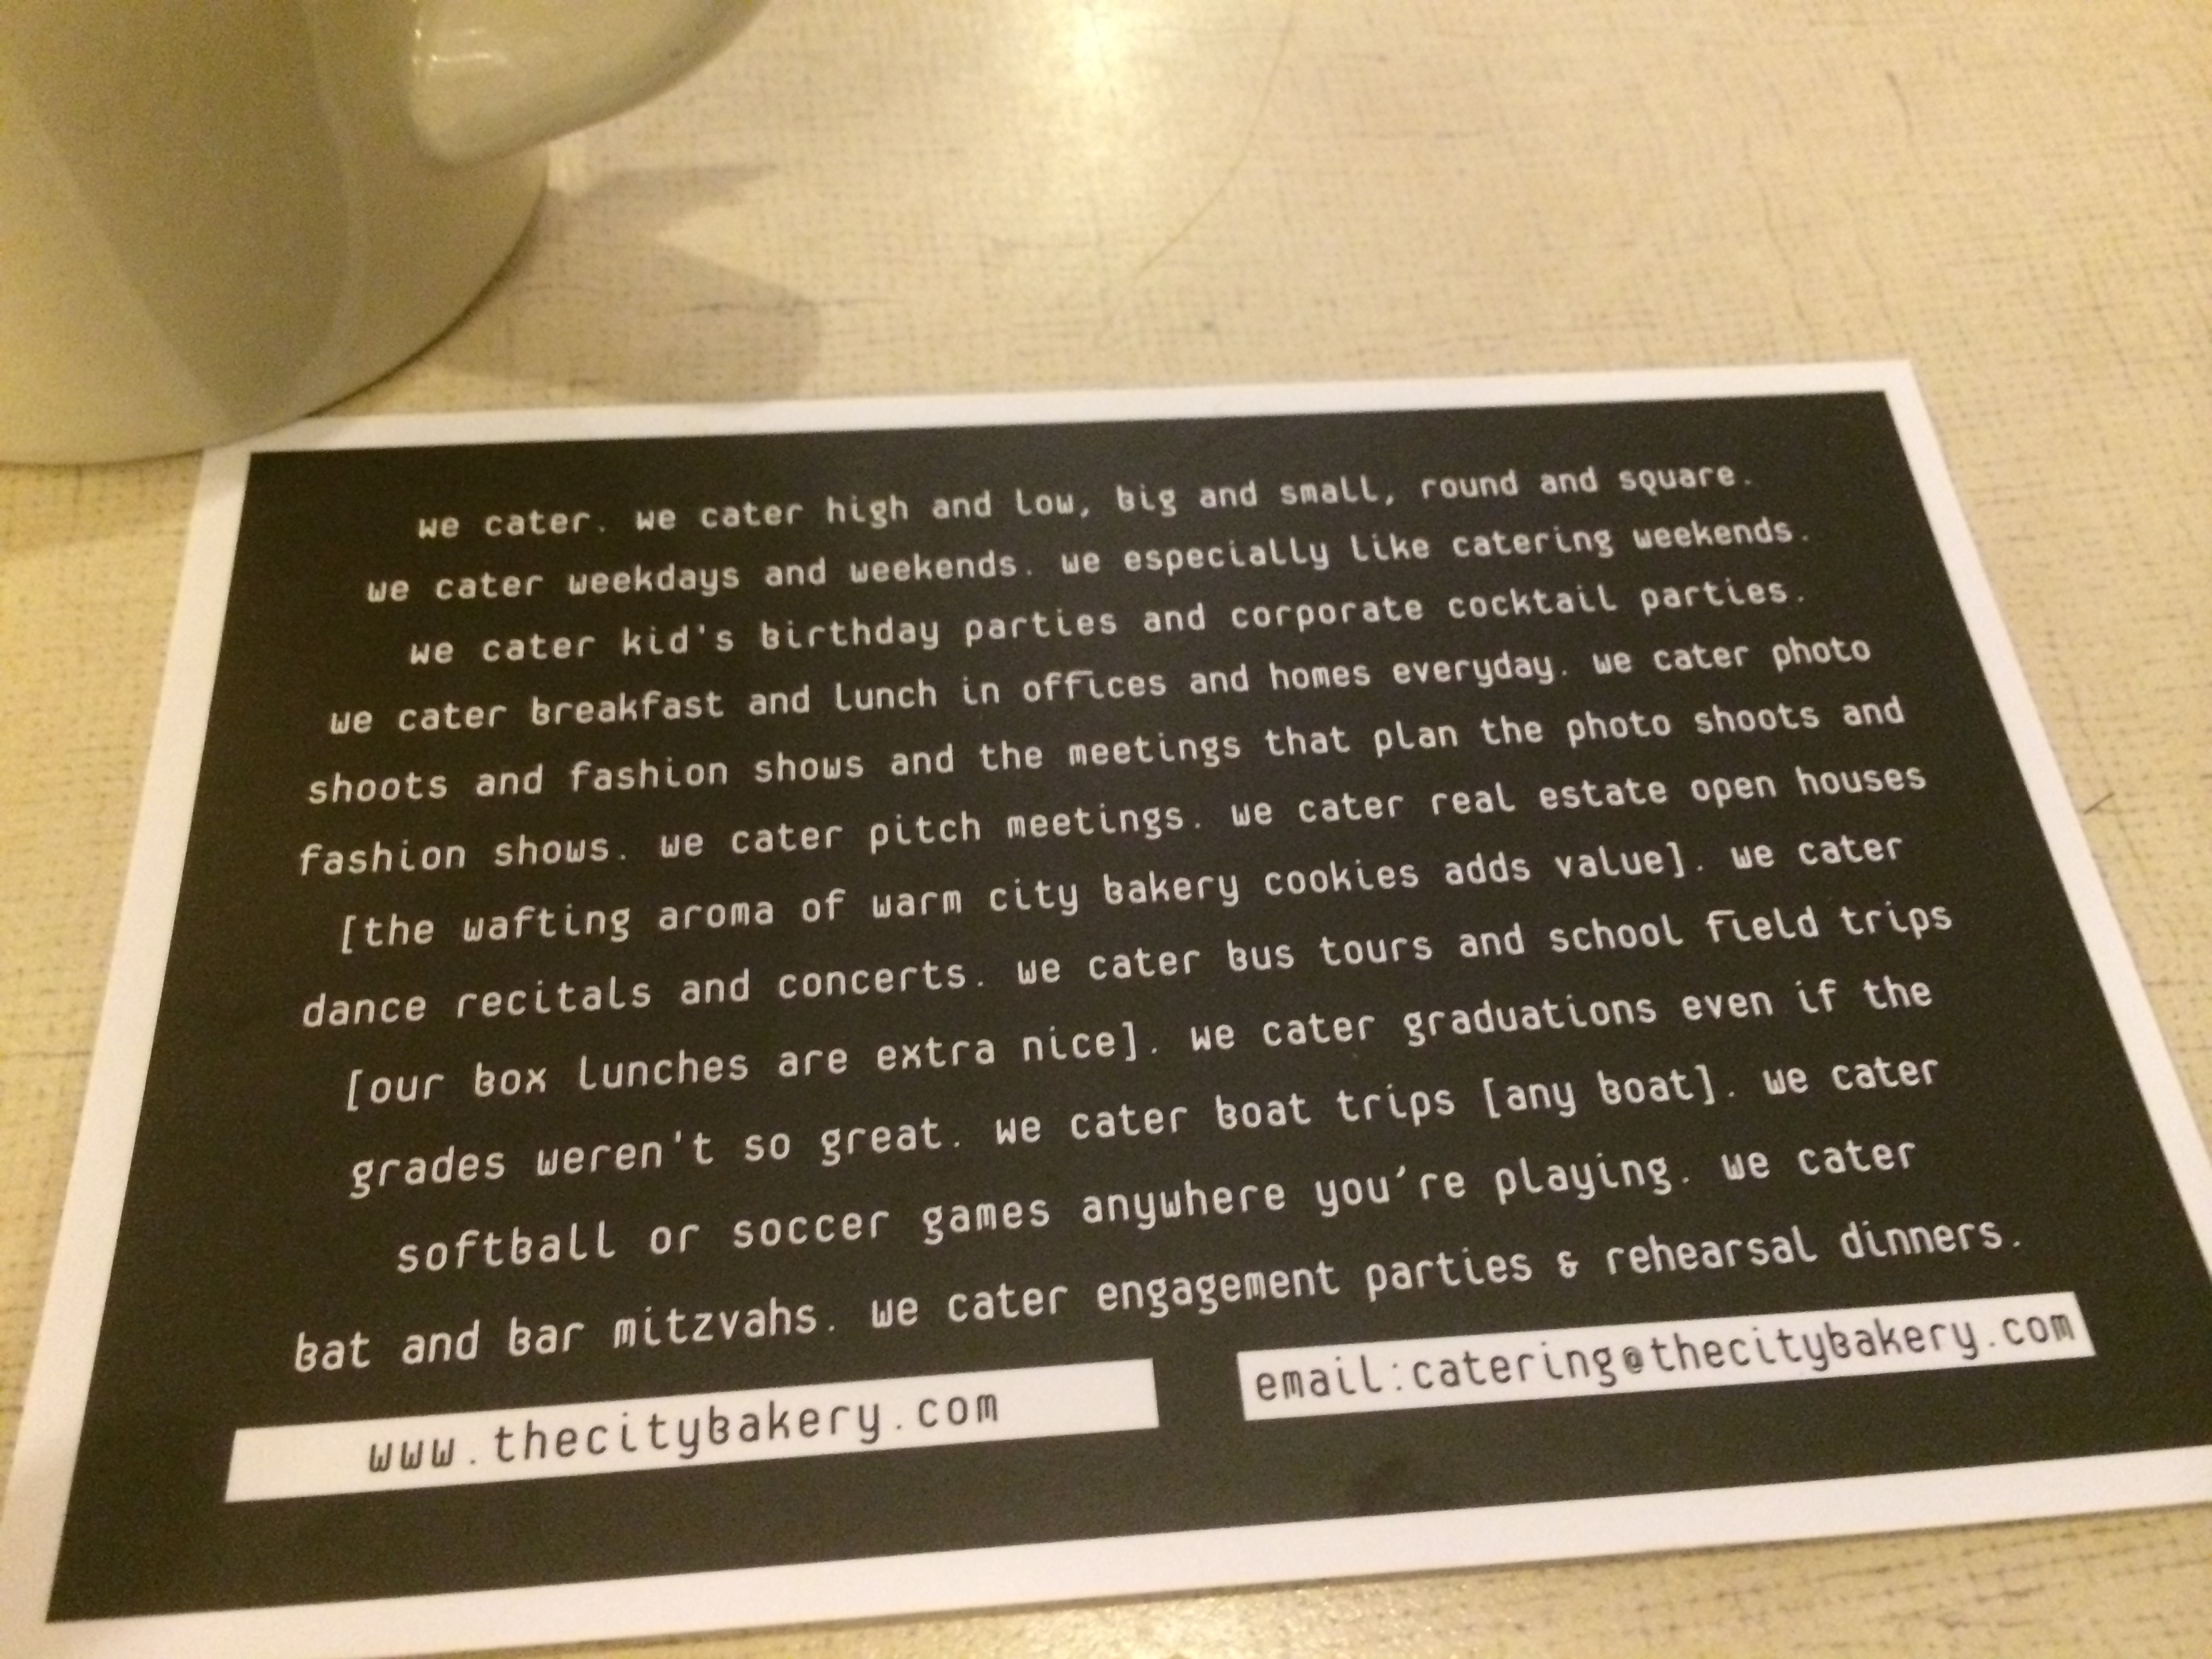 we cater. we cater high and low, big and small, round and square.
we cater weekdays and weekends. we especially like catering weekends.
we cater kid's birthday parties and corporate cocktail parties.
we cater breakfast and lunch in offices and homes everyday. we cater photo
shoots and fashion shows and the meetings that plan the photo shoots and
fashion shows. we cater pitch meetings. we cater real estate open houses
[the wafting aroma of warm city bakery cookies adds value]. we cater
dance recitals and concerts. we cater bus tours and school field trips
[our box lunches are extra nice]. we cater graduations even if the
grades weren't so great. we cater boat trips [any boat]. we cater
softball or soccer games anywhere you’re playing. we cater
bat and bar mitzvahs. we cater engagement parties & rehearsal dinners.
www.thecitybakery.com
email:catering@thecitybakery.com